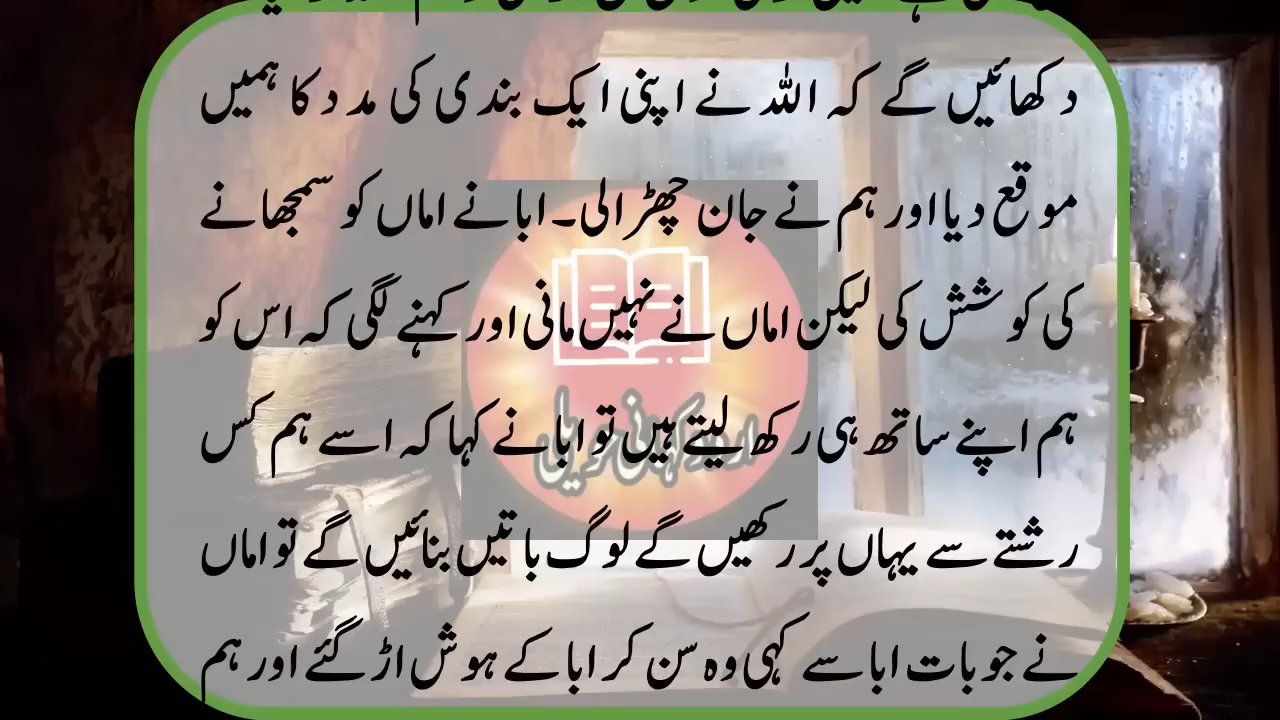 دکھائیں گے کہ اللہ نے اپنی ایک بندی کی مدد کا ہمیں
موقع دیا اور ہم نے جان چھڑالی۔ ابا نے اماں کو سمجھانے
کی کوشش کی لیکن اماں نے نہیں مانی اور کہنے لگی کہ اس کو
ہم اپنے ساتھ ہی رکھ لیتے ہیں تو ابا نے کہا کہ اسے ہم کس
رشتے سے یہاں پر رکھیں گے لوگ باتیں بنائیں گے تو اماں
نے جو بات ابا سے کہی وہ سن کر ابا کے ہوش اڑ گئے اور ہم